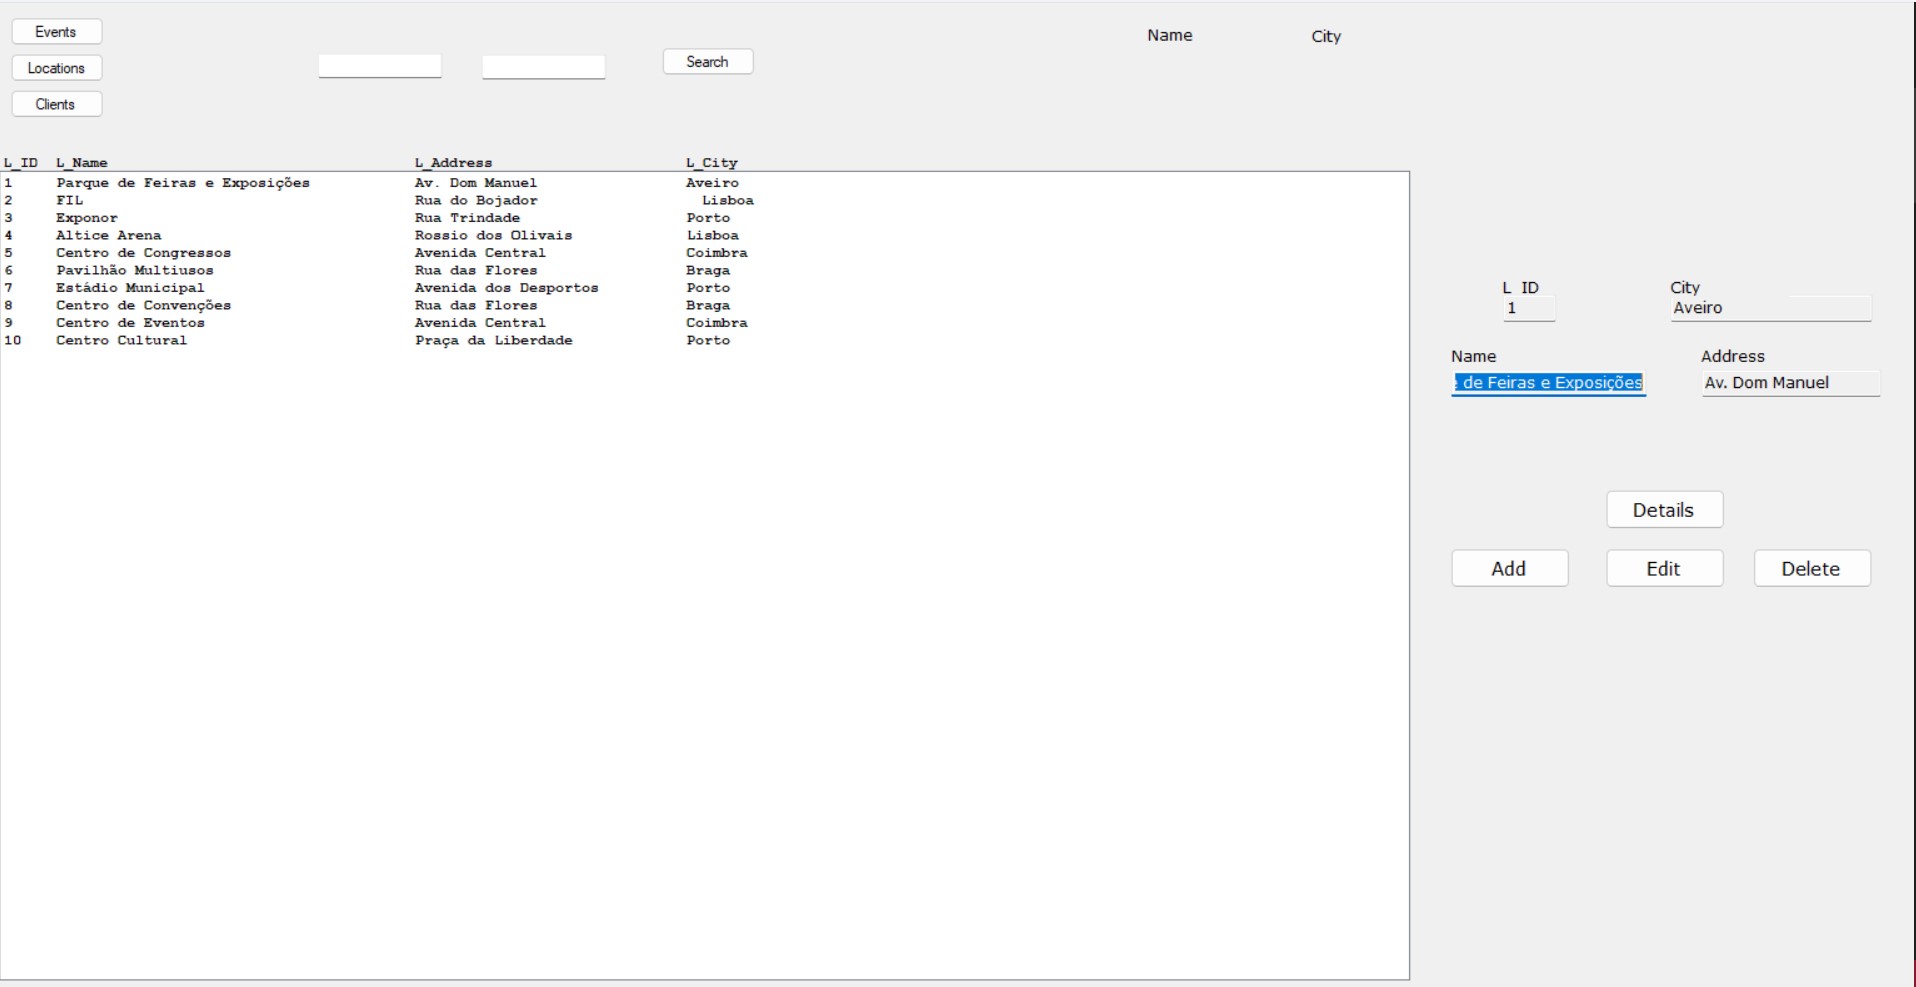 Events
Locations
Clients
Search
Name City
L_ID L_Name L_Address L_City
1 Parque de Feiras e Exposições Av. Dom Manuel Aveiro
2 FIL Rua do Bojador Lisboa
3 Exponor Rua Trindade Porto
4 Altice Arena Rossio dos Olivais Lisboa
5 Centro de Congressos Avenida Central Coimbra
6 Pavilhão Multiusos Rua das Flores Braga
7 Estádio Municipal Avenida dos Desportos Porto
8 Centro de Convenções Rua das Flores Braga
9 Centro de Eventos Avenida Central Coimbra
10 Centro Cultural Praça da Liberdade Porto
L_ID City
1 Aveiro
Name Address
de Feiras e Exposições Av. Dom Manuel
Details
Add Edit Delete